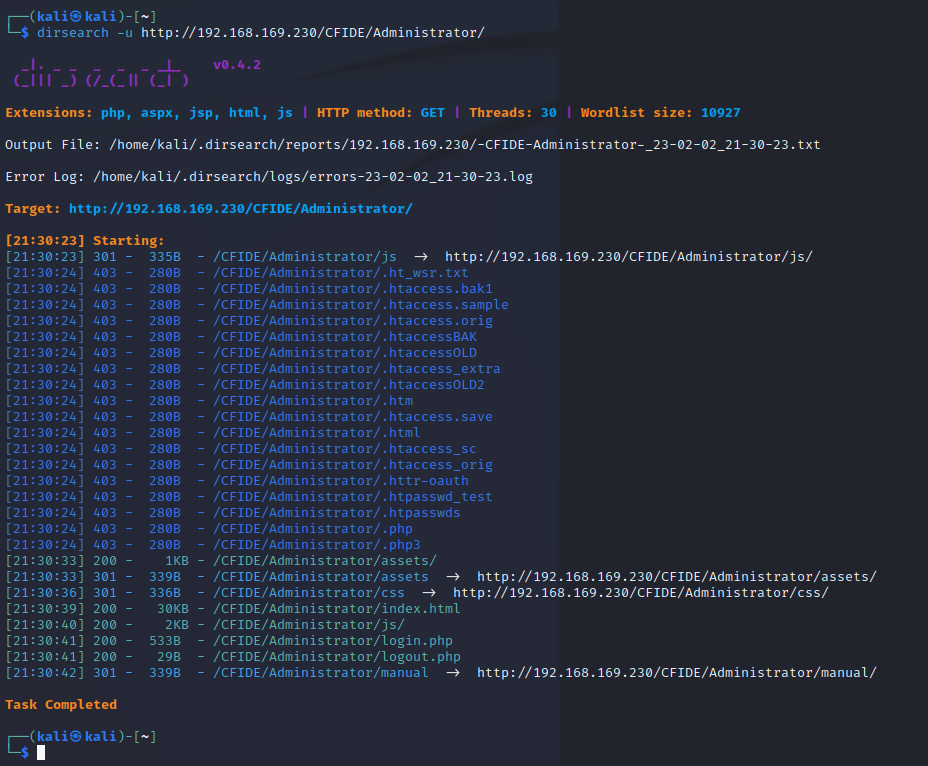 ┌──(kali㉿kali)-[~]
└─$ dirsearch -u http://192.168.169.230/CFIDE/Administrator/
  _|. _ _  _  _  _ _|_    v0.4.2
 (_||| _) (/_(_|| (_| )
Extensions: php, aspx, jsp, html, js | HTTP method: GET | Threads: 30 | Wordlist size: 10927
Output File: /home/kali/.dirsearch/reports/192.168.169.230/-CFIDE-Administrator-_23-02-02_21-30-23.txt
Error Log: /home/kali/.dirsearch/logs/errors-23-02-02_21-30-23.log
Target: http://192.168.169.230/CFIDE/Administrator/
[21:30:23] Starting:
[21:30:23] 301 -  335B  - /CFIDE/Administrator/js  →  http://192.168.169.230/CFIDE/Administrator/js/
[21:30:24] 403 -  280B  - /CFIDE/Administrator/.ht_wsr.txt
[21:30:24] 403 -  280B  - /CFIDE/Administrator/.htaccess.bak1
[21:30:24] 403 -  280B  - /CFIDE/Administrator/.htaccess.sample
[21:30:24] 403 -  280B  - /CFIDE/Administrator/.htaccess.orig
[21:30:24] 403 -  280B  - /CFIDE/Administrator/.htaccessBAK
[21:30:24] 403 -  280B  - /CFIDE/Administrator/.htaccessOLD
[21:30:24] 403 -  280B  - /CFIDE/Administrator/.htaccess_extra
[21:30:24] 403 -  280B  - /CFIDE/Administrator/.htaccessOLD2
[21:30:24] 403 -  280B  - /CFIDE/Administrator/.htm
[21:30:24] 403 -  280B  - /CFIDE/Administrator/.htaccess.save
[21:30:24] 403 -  280B  - /CFIDE/Administrator/.html
[21:30:24] 403 -  280B  - /CFIDE/Administrator/.htaccess_sc
[21:30:24] 403 -  280B  - /CFIDE/Administrator/.htaccess_orig
[21:30:24] 403 -  280B  - /CFIDE/Administrator/.httr-oauth
[21:30:24] 403 -  280B  - /CFIDE/Administrator/.htpasswd_test
[21:30:24] 403 -  280B  - /CFIDE/Administrator/.htpasswds
[21:30:24] 403 -  280B  - /CFIDE/Administrator/.php
[21:30:24] 403 -  280B  - /CFIDE/Administrator/.php3
[21:30:33] 200 -    1KB - /CFIDE/Administrator/assets/
[21:30:33] 301 -  339B  - /CFIDE/Administrator/assets  →  http://192.168.169.230/CFIDE/Administrator/assets/
[21:30:36] 301 -  336B  - /CFIDE/Administrator/css  →  http://192.168.169.230/CFIDE/Administrator/css/
[21:30:39] 200 -   30KB - /CFIDE/Administrator/index.html
[21:30:40] 200 -    2KB - /CFIDE/Administrator/js/
[21:30:41] 200 -  533B  - /CFIDE/Administrator/login.php
[21:30:41] 200 -   29B  - /CFIDE/Administrator/logout.php
[21:30:42] 301 -  339B  - /CFIDE/Administrator/manual  →  http://192.168.169.230/CFIDE/Administrator/manual/
Task Completed
┌──(kali㉿kali)-[~]
└─$